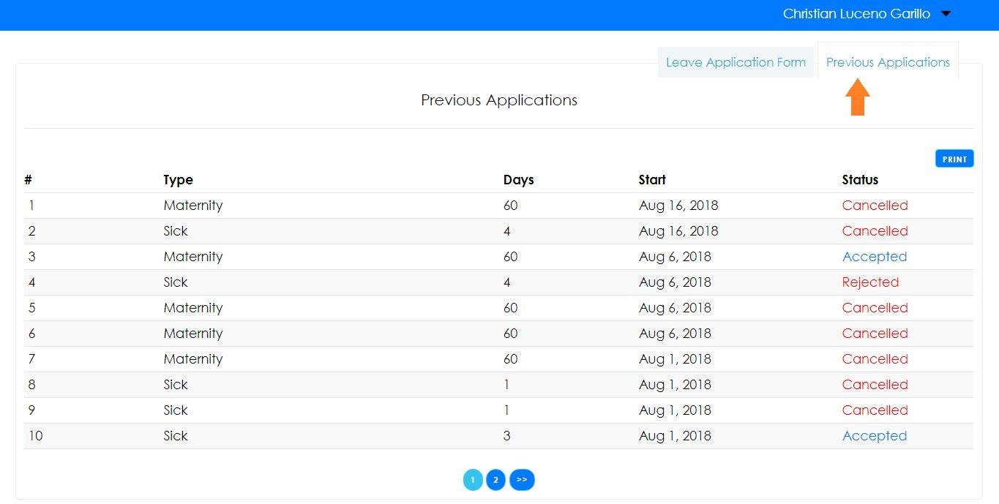 Christian Luceno Garillo
Leave Application Form Previous Applications
Previous Applications
PRINT
# Type Days Start Status
1 Maternity 60 Aug 16, 2018 Cancelled
2 Sick 4 Aug 16, 2018 Cancelled
3 Maternity 60 Aug 6, 2018 Accepted
4 Sick 4 Aug 6, 2018 Rejected
5 Maternity 60 Aug 6, 2018 Cancelled
6 Maternity 60 Aug 6, 2018 Cancelled
7 Maternity 60 Aug 1, 2018 Cancelled
8 Sick 1 Aug 1, 2018 Cancelled
9 Sick 1 Aug 1, 2018 Cancelled
10 Sick 3 Aug 1, 2018 Accepted
1 2 >>